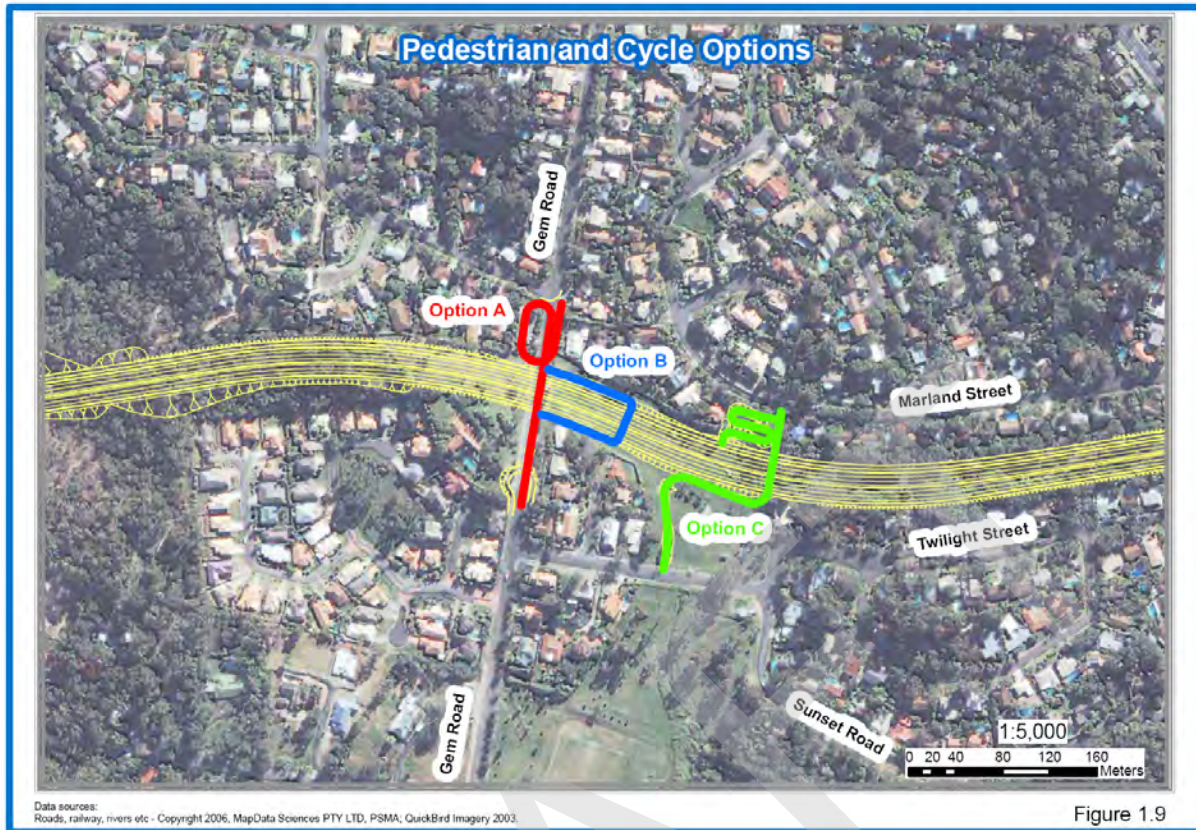 Pedestrian and Cycle Options
Gem Road
Option A
Option B
Marland Street
Option C
Twilight Street
Gem Road
Sunset Road
1:5,000
0 20 40 80 120 160
Meters
Data sources:
Roads, railway, rivers etc - Copyright 2006, MapData Sciences PTY LTD, PSMA; QuickBird Imagery 2003.
Figure 1.9